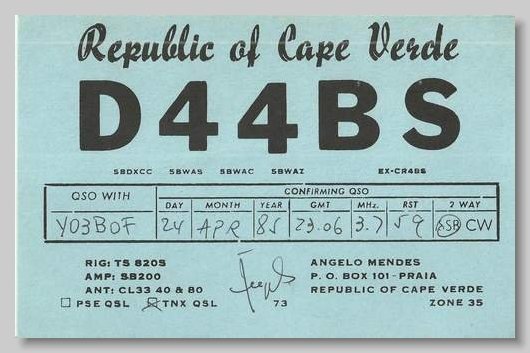 Republic of Cape Verde
D44BS
5BDXCC 5BWAS 5BWAC 5BWAZ EX-CR4BS
QSO WITH CONFIRMING QSO
DAY MONTH YEAR GMT MHz. RST 2 WAY
YO3BOF 24 APR 85 23.06 3.7 59 SSB CW
RIG: TS 820S
AMP: SB200
ANT: CL33 40 & 80
PSE QSL TNX QSL 73
ANGELO MENDES
P. O. BOX 101 - PRAIA
REPUBLIC OF CAPE VERDE
ZONE 35